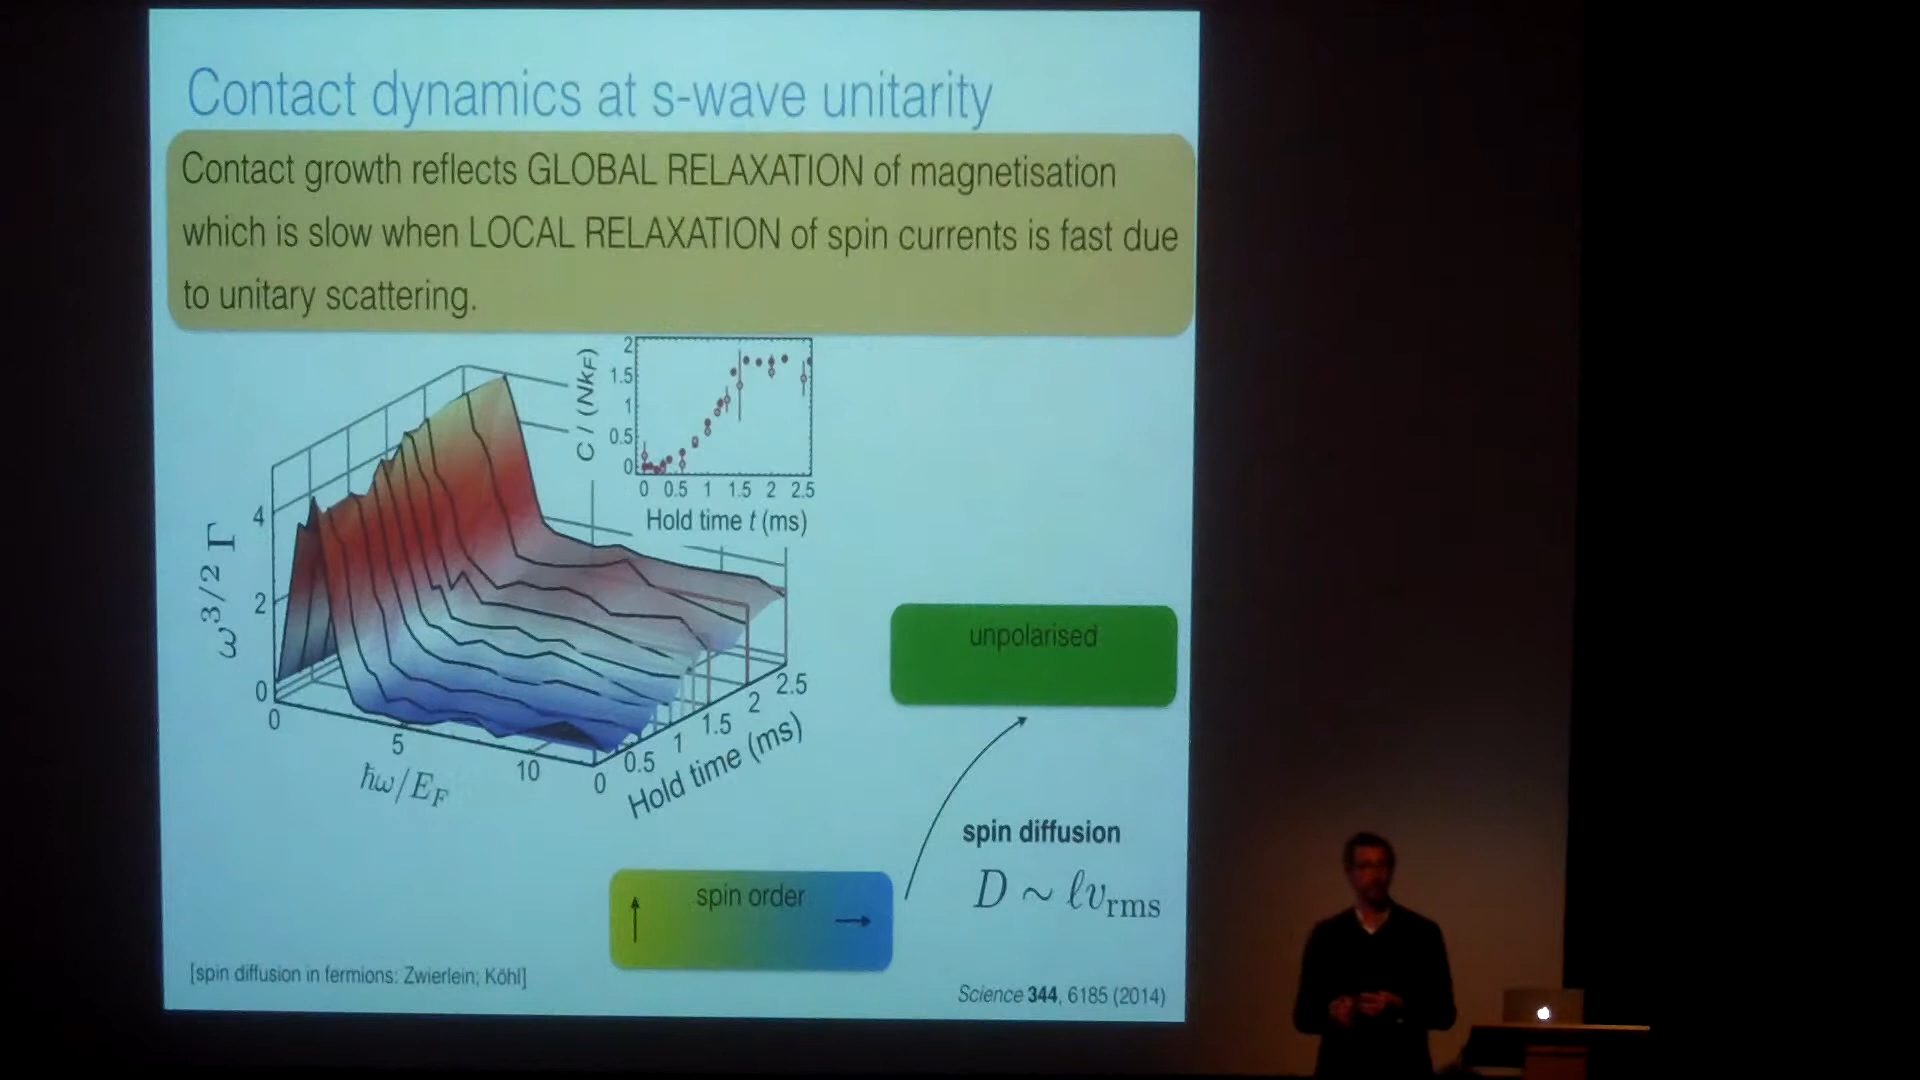 Contact dynamics at s-wave unitarity
Contact growth reflects GLOBAL RELAXATION of magnetisation
which is slow when LOCAL RELAXATION of spin currents is fast due
to unitary scattering.
C / (NkF)
2
1.5
1
0.5
0
0 0.5 1 1.5 2 2.5
Hold time t (ms)
ω^3/2 Γ
4
2
0
0
5
10
ħω/E_F
0
0.5
1
1.5
2
2.5
Hold time (ms)
unpolarised
spin diffusion
D ~ ℓv_rms
spin order
[spin diffusion in fermions: Zwierlein; Köhl]
Science 344, 6185 (2014)